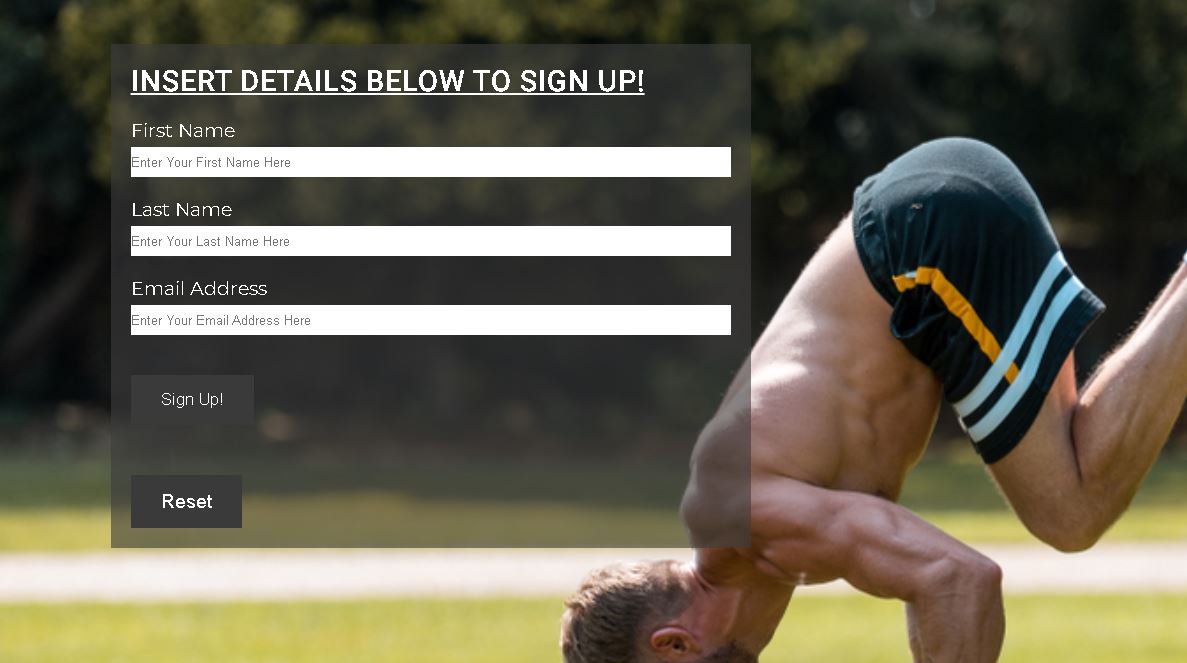 INSERT DETAILS BELOW TO SIGN UP!
First Name
Enter Your First Name Here
Last Name
Enter Your Last Name Here
Email Address
Enter Your Email Address Here
Sign Up!
Reset